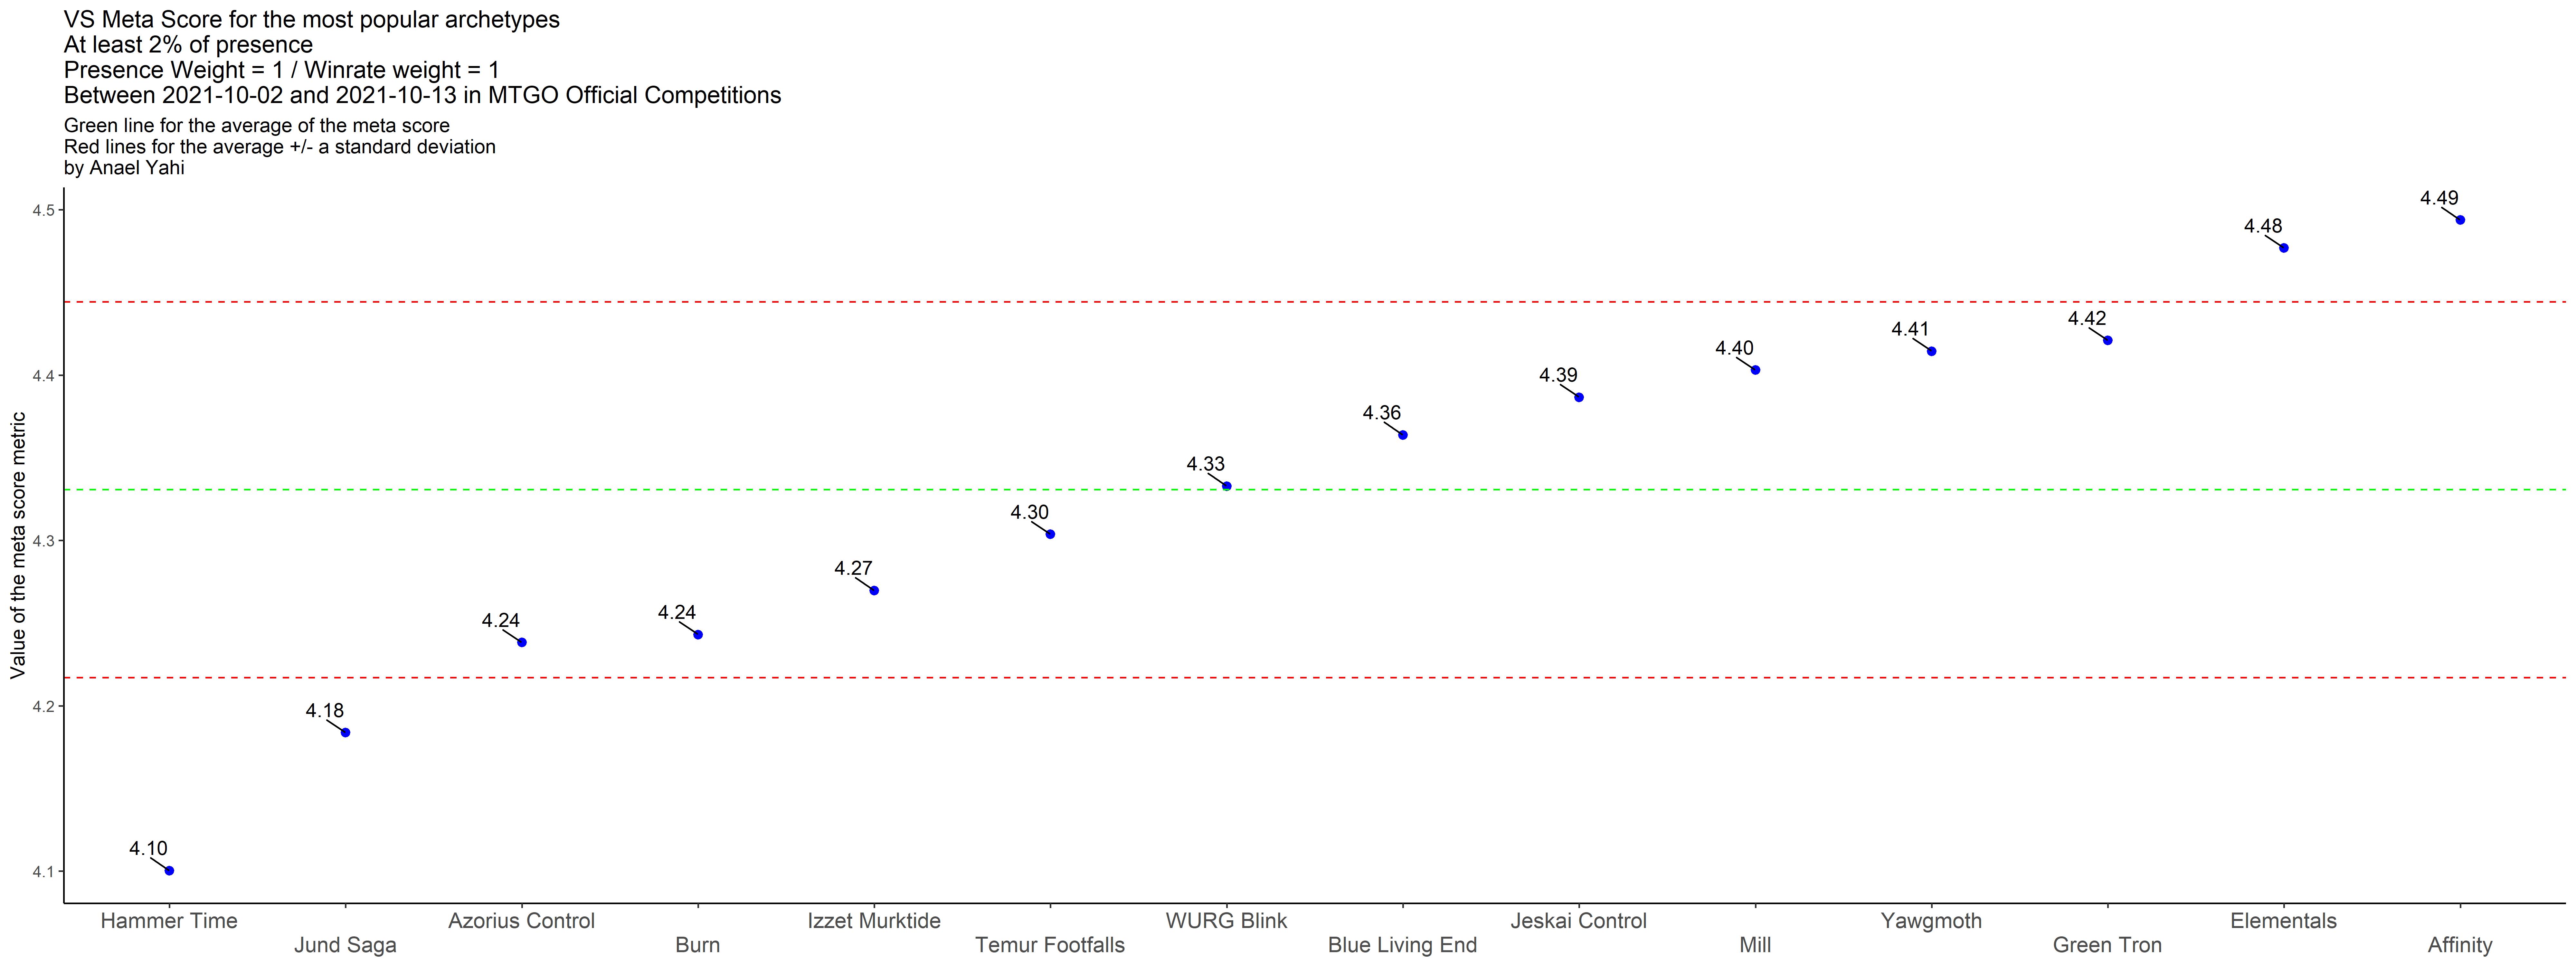 VS Meta Score for the most popular archetypes
At least 2% of presence
Presence Weight = 1 / Winrate weight = 1
Between 2021-10-02 and 2021-10-13 in MTGO Official Competitions
Green line for the average of the meta score
Red lines for the average +/- a standard deviation
by Anael Yahi
Value of the meta score metric
4.5
4.4
4.3
4.2
4.1
4.10
4.18
4.24
4.24
4.27
4.30
4.33
4.36
4.39
4.40
4.41
4.42
4.48
4.49
Hammer Time
Jund Saga
Azorius Control
Burn
Izzet Murktide
Temur Footfalls
WURG Blink
Blue Living End
Jeskai Control
Mill
Yawgmoth
Green Tron
Elementals
Affinity